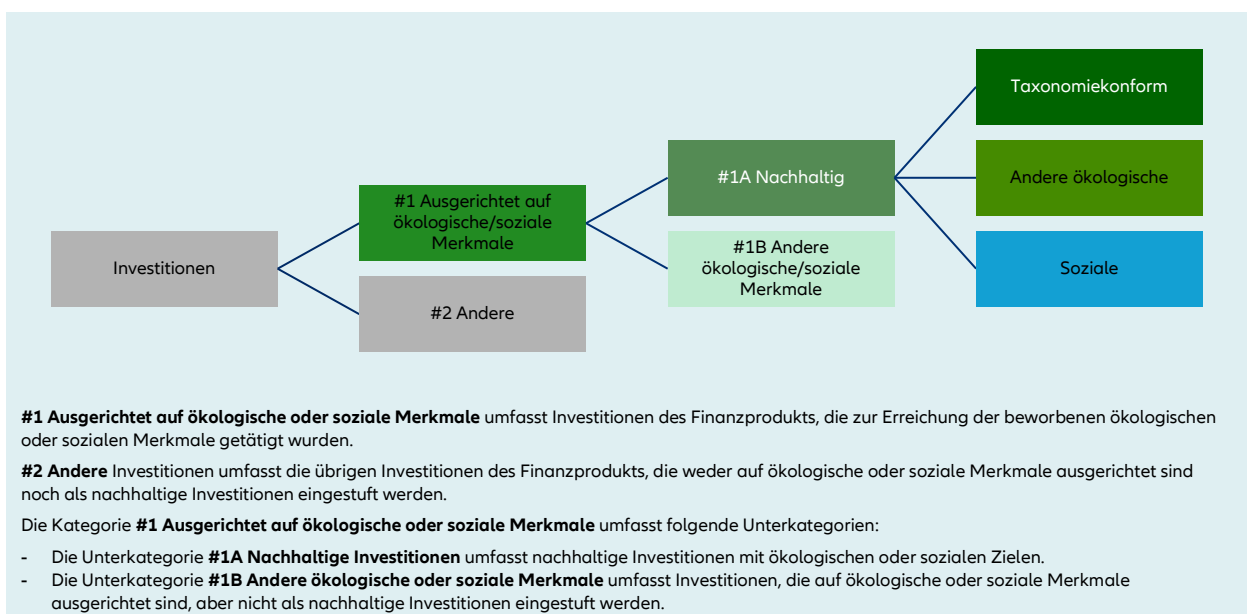 Taxonomiekonform
#1A Nachhaltig
Andere ökologische
#1 Ausgerichtet auf
ökologische/soziale
Merkmale
Investitionen
#1B Andere
ökologische/soziale
Merkmale
Soziale
#2 Andere
#1 Ausgerichtet auf ökologische oder soziale Merkmale umfasst Investitionen des Finanzprodukts, die zur Erreichung der beworbenen ökologischen
oder sozialen Merkmale getätigt wurden.
#2 Andere Investitionen umfasst die übrigen Investitionen des Finanzprodukts, die weder auf ökologische oder soziale Merkmale ausgerichtet sind
noch als nachhaltige Investitionen eingestuft werden.
Die Kategorie #1 Ausgerichtet auf ökologische oder soziale Merkmale umfasst folgende Unterkategorien:
- Die Unterkategorie #1A Nachhaltige Investitionen umfasst nachhaltige Investitionen mit ökologischen oder sozialen Zielen.
- Die Unterkategorie #1B Andere ökologische oder soziale Merkmale umfasst Investitionen, die auf ökologische oder soziale Merkmale
ausgerichtet sind, aber nicht als nachhaltige Investitionen eingestuft werden.